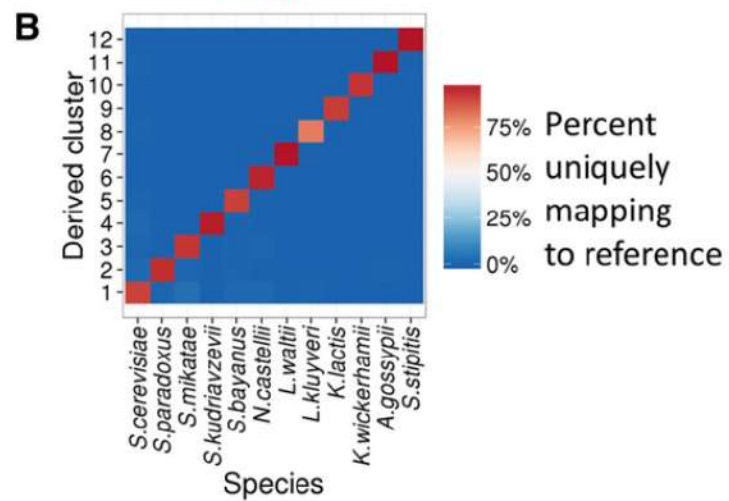 B
12
11
10
9
8
7
6
5
4
3
2
1
Derived cluster
S.cerevisiae
S.paradoxus
S.mikatae
S.kudriavzevii
S.bayanus
N.castellii
L.waltii
L.kluyveri
K.lactis
K.wickerhamii
A.gossypii
S.stipitis
Species
75%
50%
25%
0%
Percent
uniquely
mapping
to reference